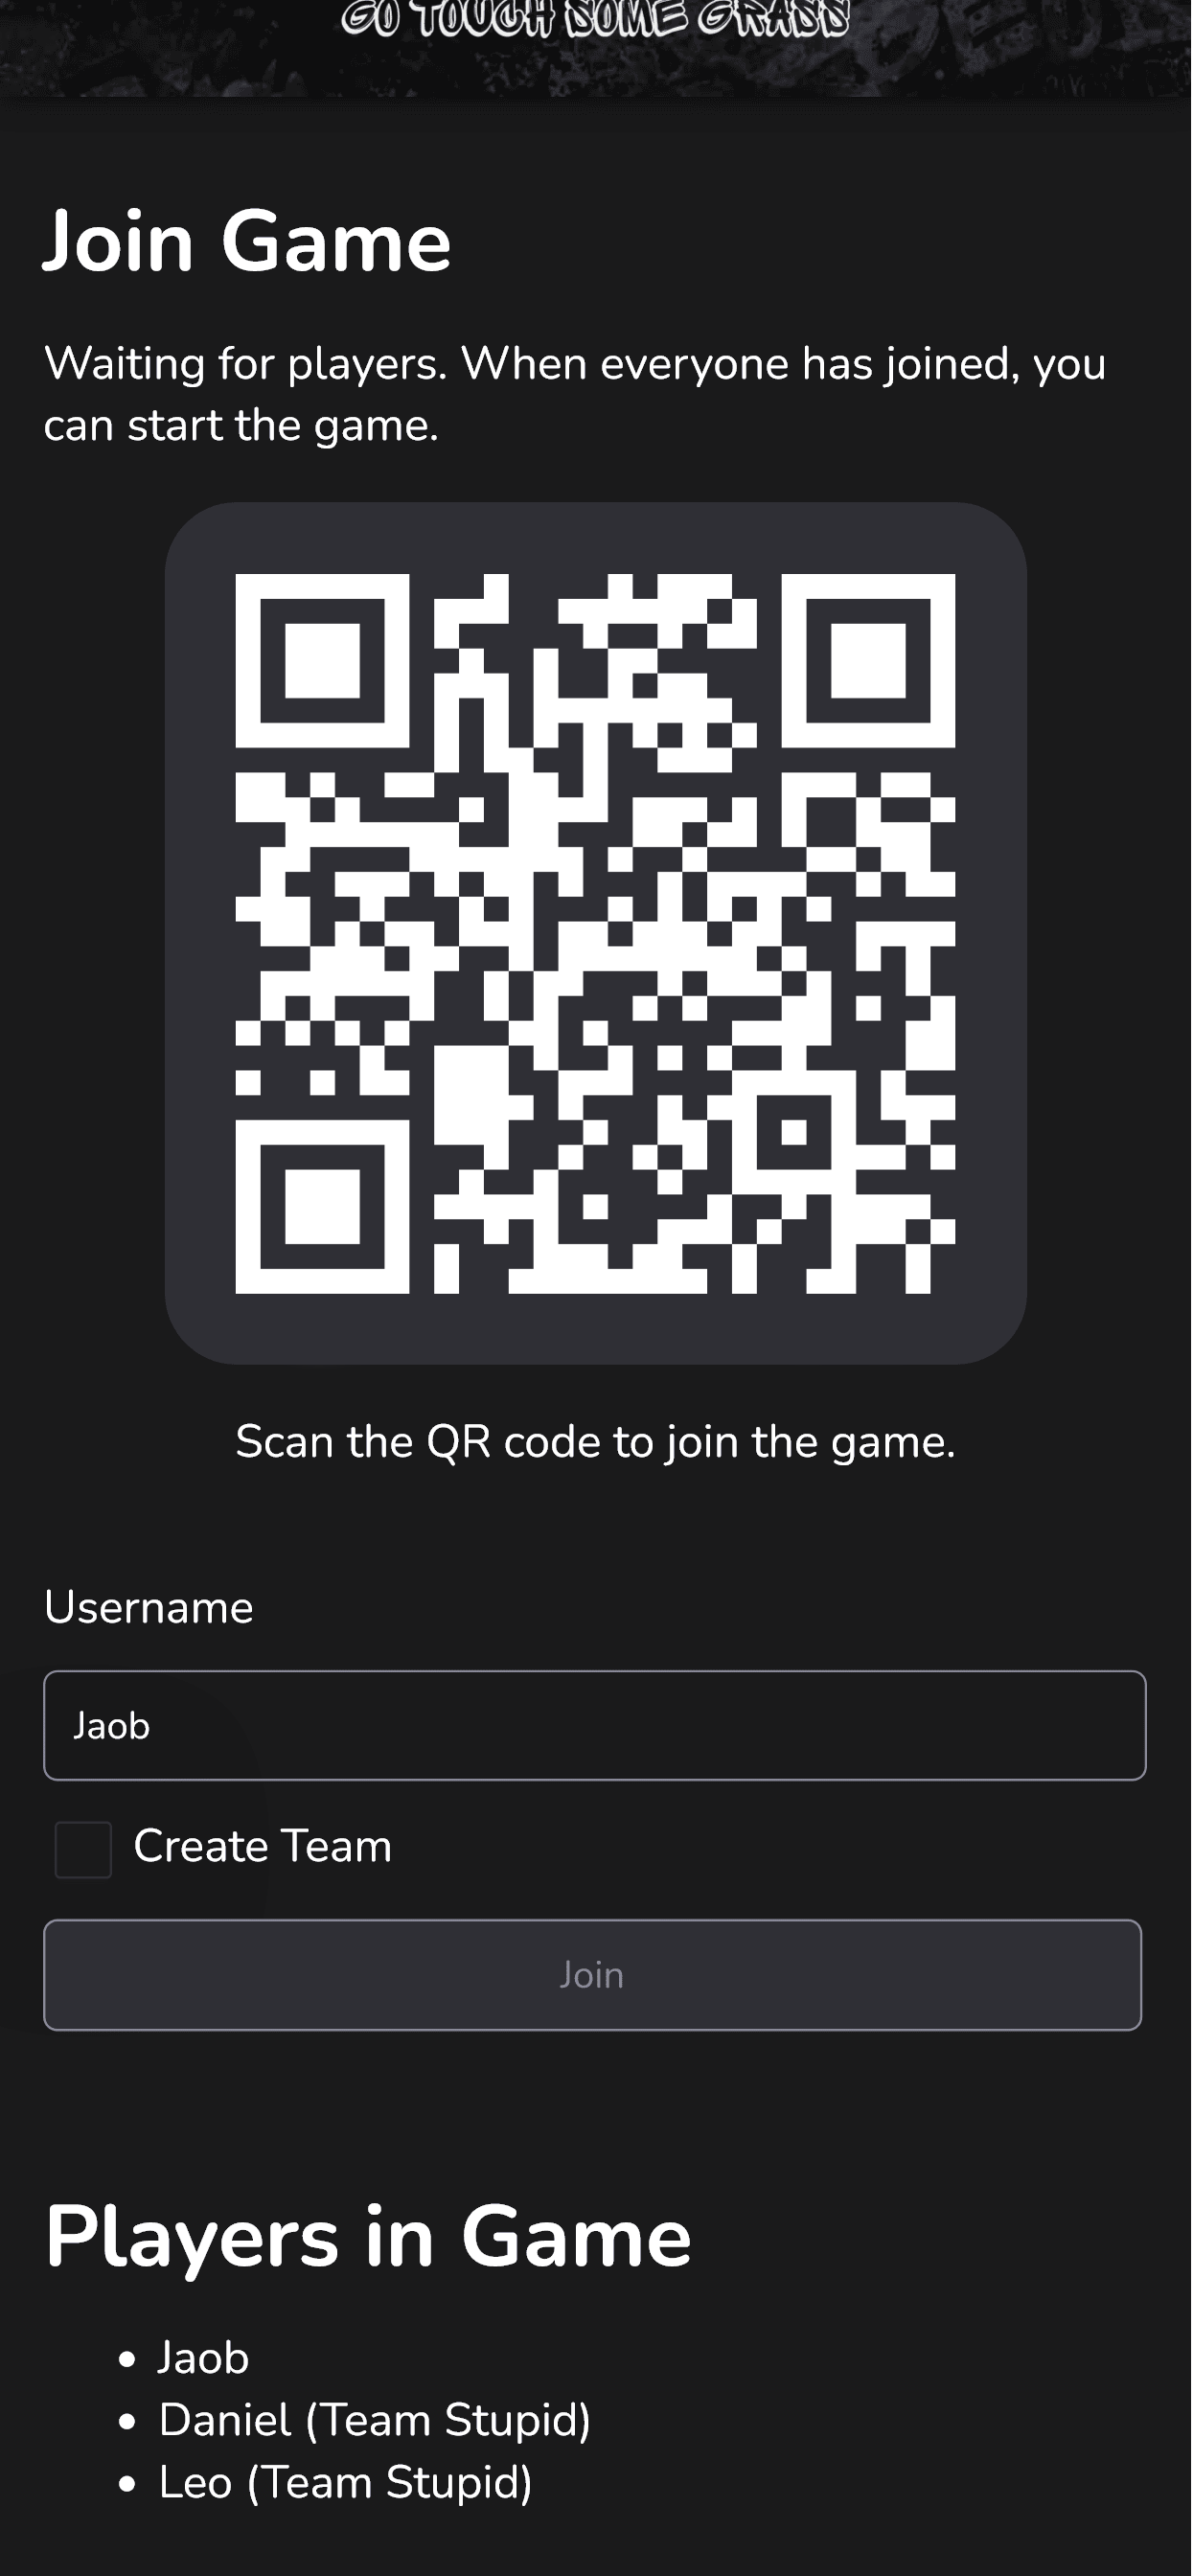 GO TOUCH SOME GRASS
Join Game
Waiting for players. When everyone has joined, you
can start the game.
Scan the QR code to join the game.
Username
Jaob
Create Team
Join
Players in Game
• Jaob
• Daniel (Team Stupid)
• Leo (Team Stupid)